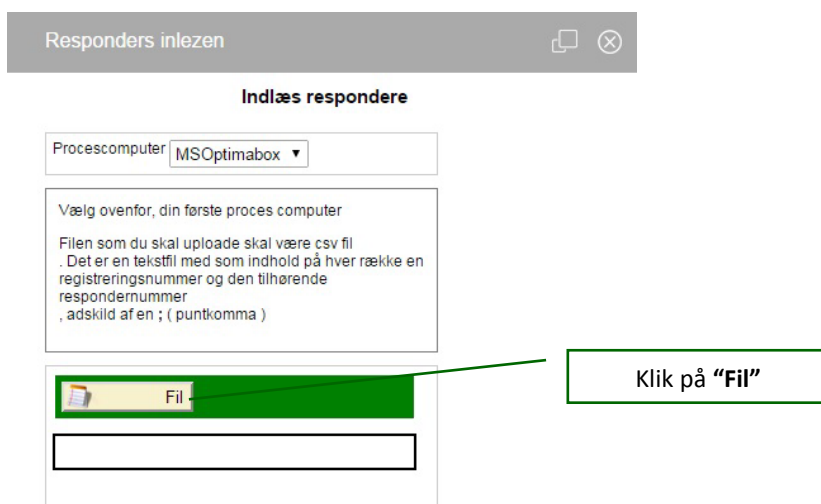 Responders inlezen
Indlæs respondere
Procescomputer MSOptimabox
Vælg ovenfor, din første proces computer
Filen som du skal uploade skal være csv fil
. Det er en tekstfil med som indhold på hver række en
registreringsnummer og den tilhørende
respondernummer
, adskild af en ; ( puntkomma )
Fil
Klik på “Fil”